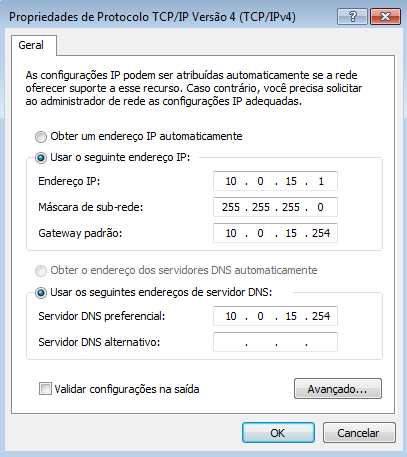 Propriedades de Protocolo TCP/IP Versão 4 (TCP/IPv4)
Geral
As configurações IP podem ser atribuídas automaticamente se a rede
oferecer suporte a esse recurso. Caso contrário, você precisa solicitar
ao administrador de rede as configurações IP adequadas.
Obter um endereço IP automaticamente
Usar o seguinte endereço IP:
Endereço IP: 10 . 0 . 15 . 1
Máscara de sub-rede: 255 . 255 . 255 . 0
Gateway padrão: 10 . 0 . 15 . 254
Obter o endereço dos servidores DNS automaticamente
Usar os seguintes endereços de servidor DNS:
Servidor DNS preferencial: 10 . 0 . 15 . 254
Servidor DNS alternativo: . . .
Validar configurações na saída
Avançado...
OK Cancelar